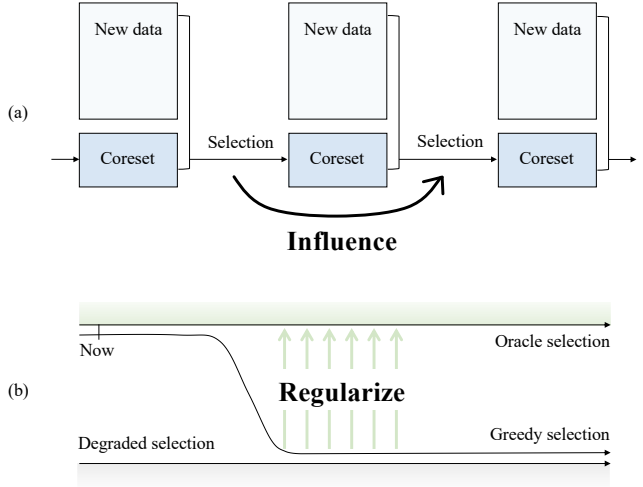 New data
New data
New data
(a)
Selection
Selection
Coreset
Coreset
Coreset
Influence
Now
Oracle selection
(b)
Regularize
Degraded selection
Greedy selection